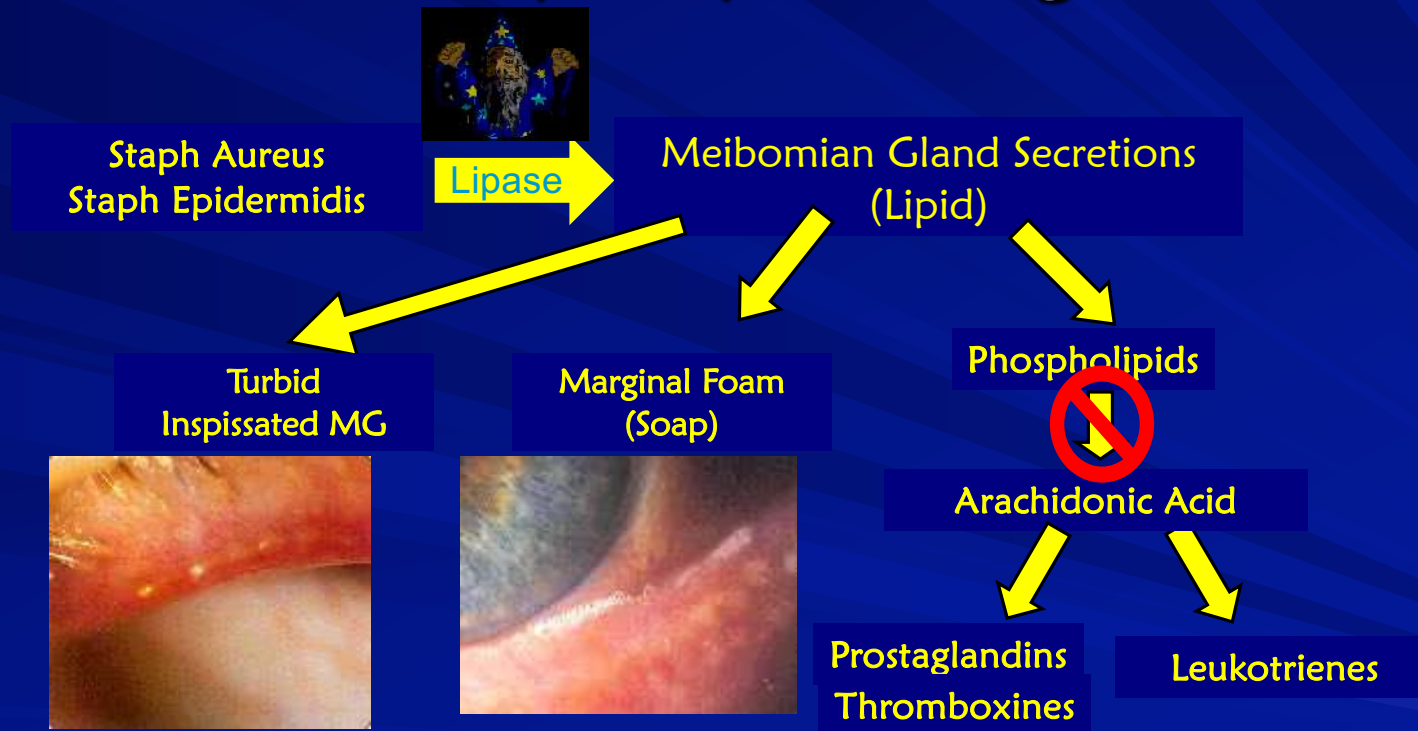 Staph Aureus
Staph Epidermidis
Lipase
Meibomian Gland Secretions
(Lipid)
Turbid
Inspissated MG
Marginal Foam
(Soap)
Phospholipids
Arachidonic Acid
Prostaglandins
Thromboxines
Leukotrienes